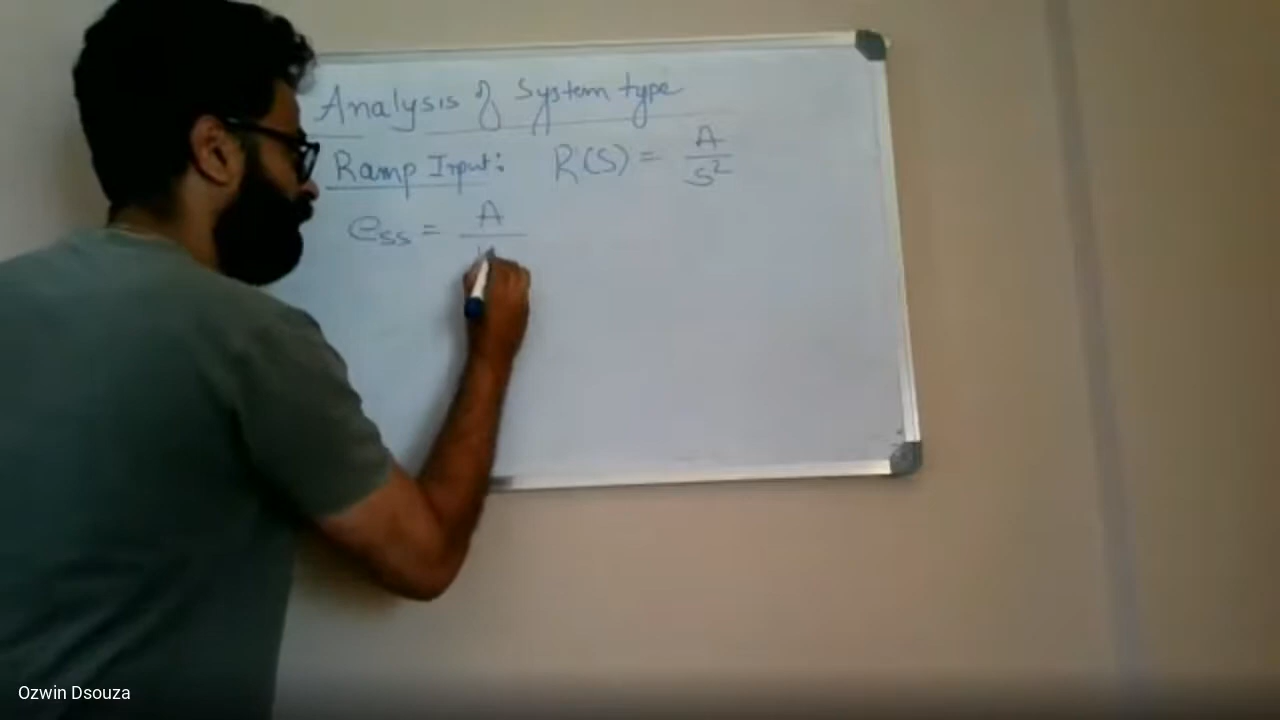 Analysis of System type
Ramp Input: R(S) = A/S²
ess = A
Ozwin Dsouza